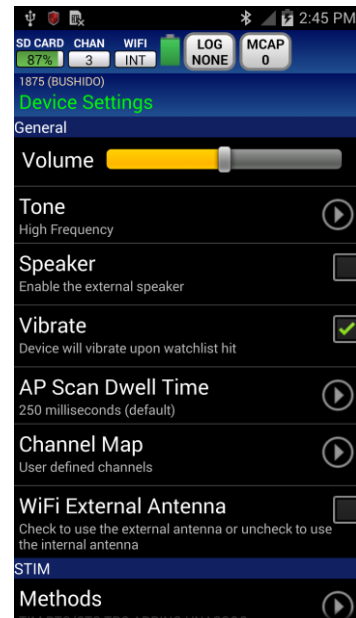 2:45 PM
SD CARD CHAN WIFI LOG MCAP
87% 3 INT NONE 0
1875 (BUSHIDO)
Device Settings
General
Volume
Tone
High Frequency
Speaker
Enable the external speaker
Vibrate
Device will vibrate upon watchlist hit
AP Scan Dwell Time
250 milliseconds (default)
Channel Map
User defined channels
WiFi External Antenna
Check to use the external antenna or uncheck to use
the internal antenna
STIM
Methods